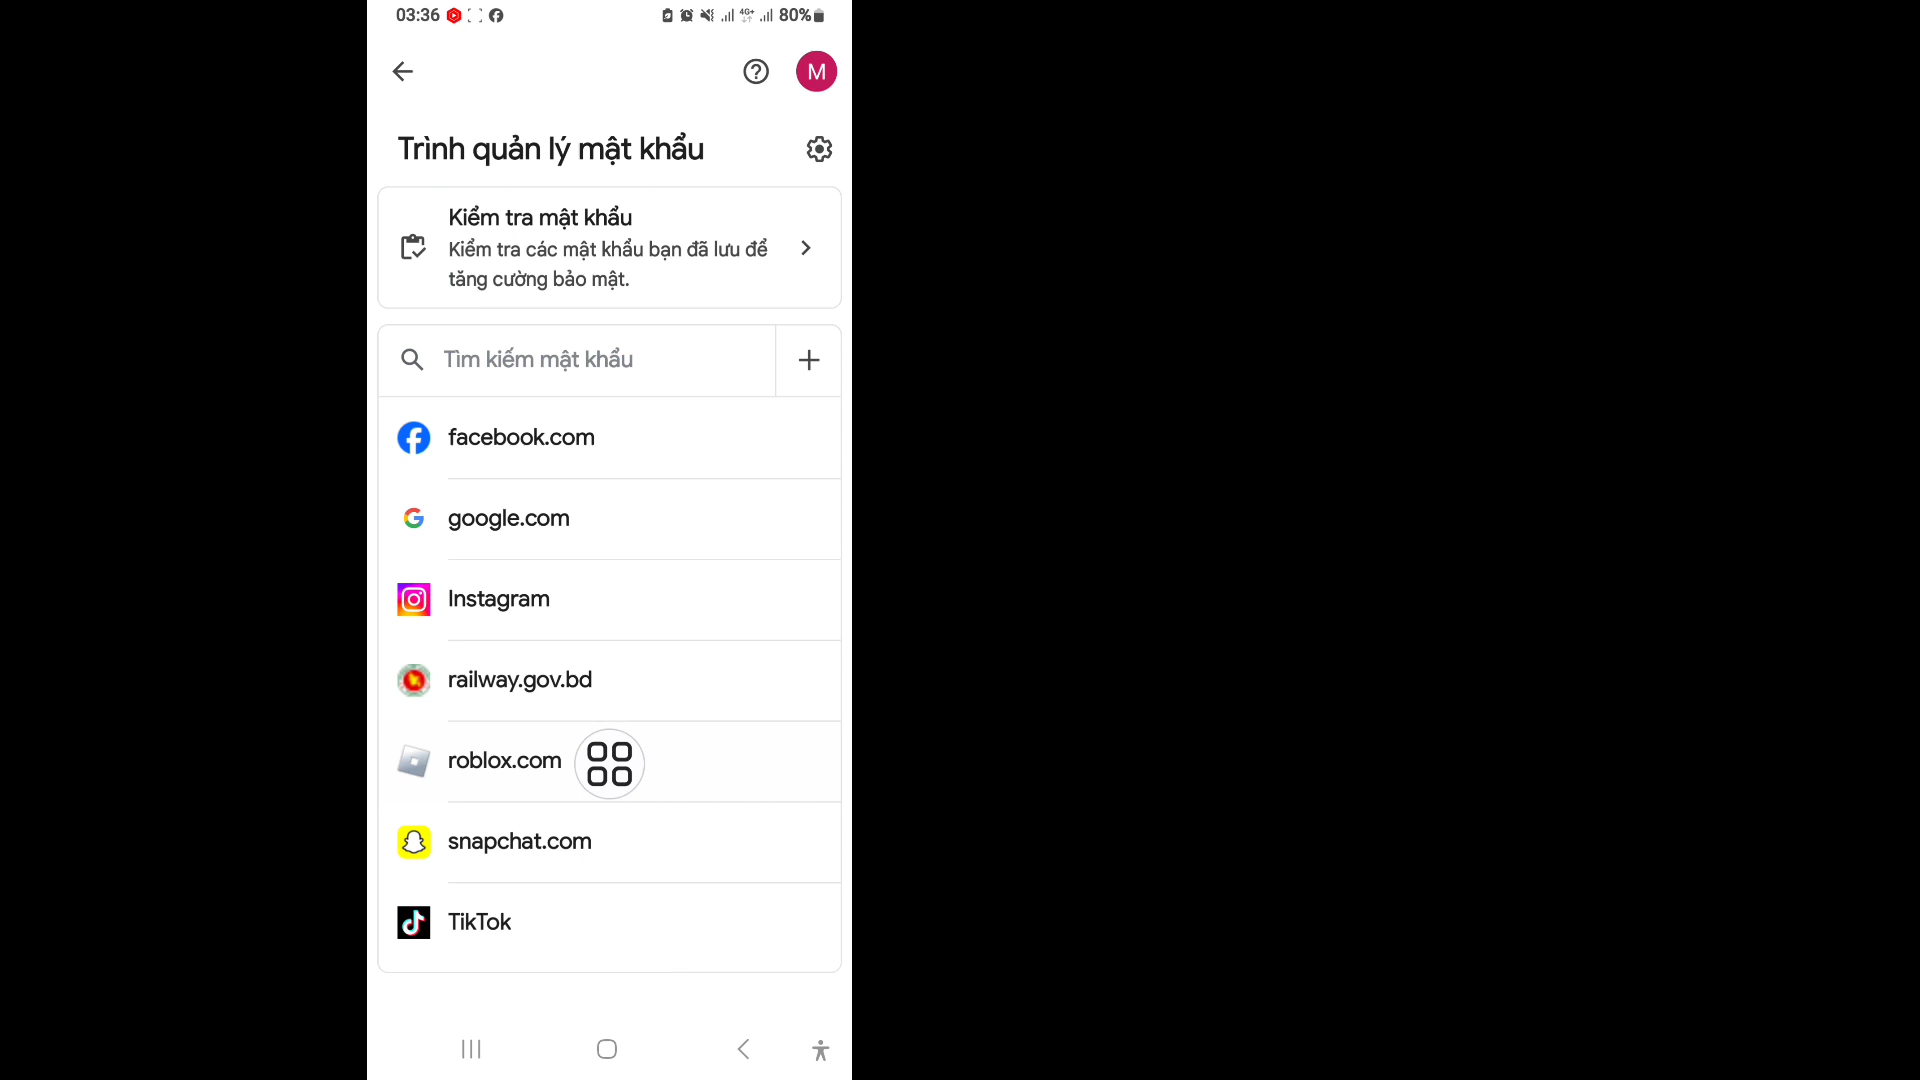 03:36
4G+
80%
M
Trình quản lý mật khẩu
Kiểm tra mật khẩu
Kiểm tra các mật khẩu bạn đã lưu để
tăng cường bảo mật.
Tìm kiếm mật khẩu
facebook.com
google.com
Instagram
railway.gov.bd
roblox.com
snapchat.com
TikTok